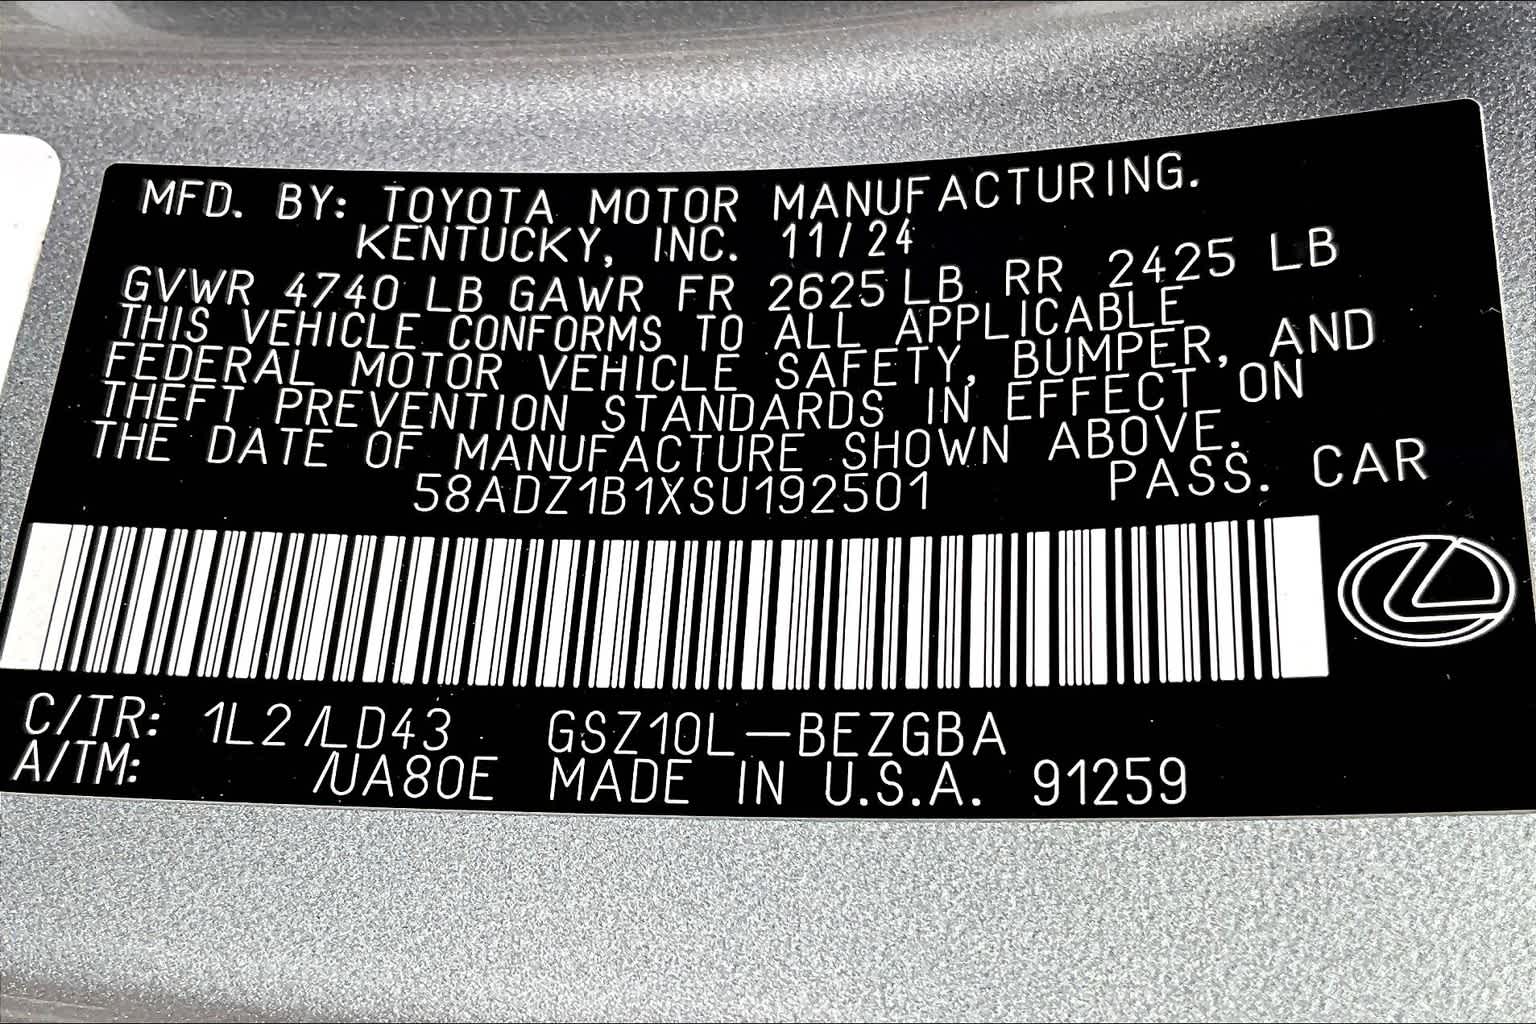 MFD. BY: TOYOTA MOTOR MANUFACTURING.
KENTUCKY, INC. 11/24
GVWR 4740 LB GAWR FR 2625 LB RR 2425 LB
THIS VEHICLE CONFORMS TO ALL APPLICABLE
FEDERAL MOTOR VEHICLE SAFETY, BUMPER, AND
THEFT PREVENTION STANDARDS IN EFFECT ON
THE DATE OF MANUFACTURE SHOWN ABOVE.
58ADZ1B1XSU192501 PASS. CAR
C/TR: 1L2 /LD43 GSZ10L-BEZGBA
A/TM: /UA80E MADE IN U.S.A. 91259